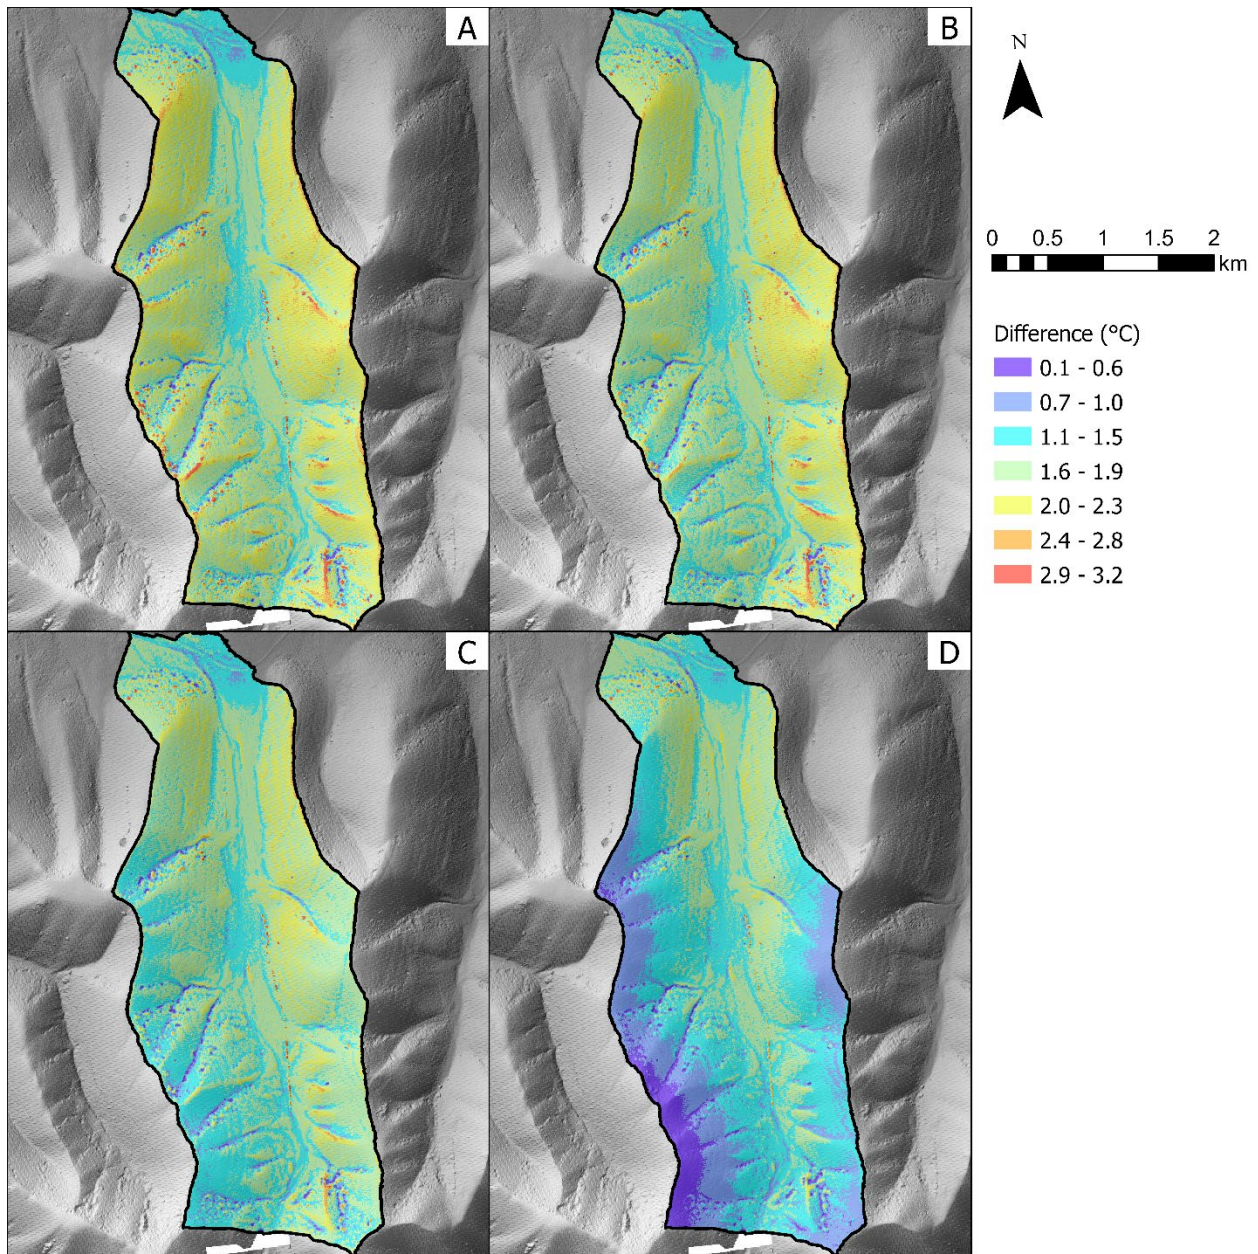 A
B
N
0 0.5 1 1.5 2
km
Difference (°C)
0.1 - 0.6
0.7 - 1.0
1.1 - 1.5
1.6 - 1.9
2.0 - 2.3
2.4 - 2.8
2.9 - 3.2
C
D